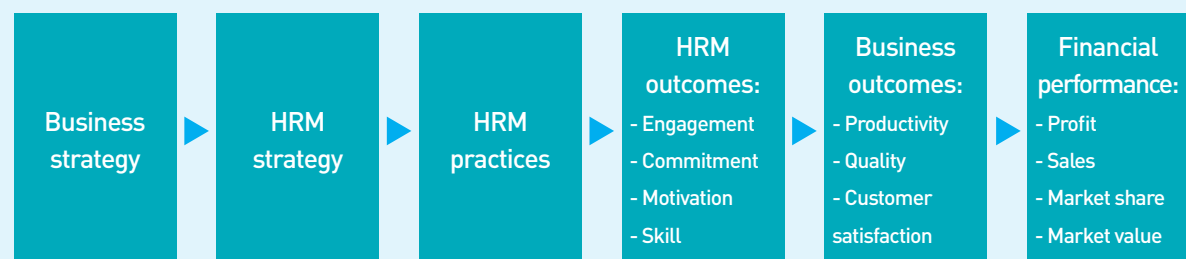 Business
strategy
HRM
strategy
HRM
practices
HRM
outcomes:
- Engagement
- Commitment
- Motivation
- Skill
Business
outcomes:
- Productivity
- Quality
- Customer
satisfaction
Financial
performance:
- Profit
- Sales
- Market share
- Market value